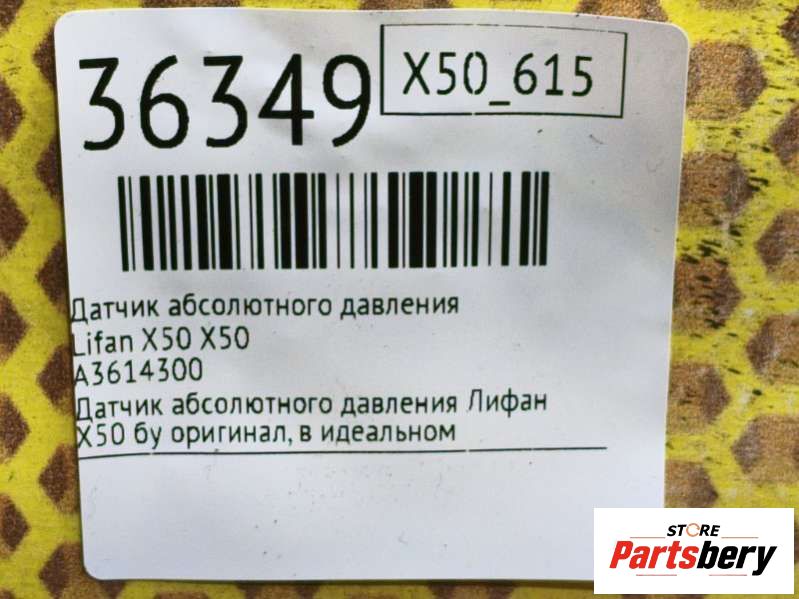 36349
X50_615
Датчик абсолютного давления
Lifan X50 X50
A3614300
Датчик абсолютного давления Лифан
X50 бу оригинал, в идеальном
STORE
Partsbery